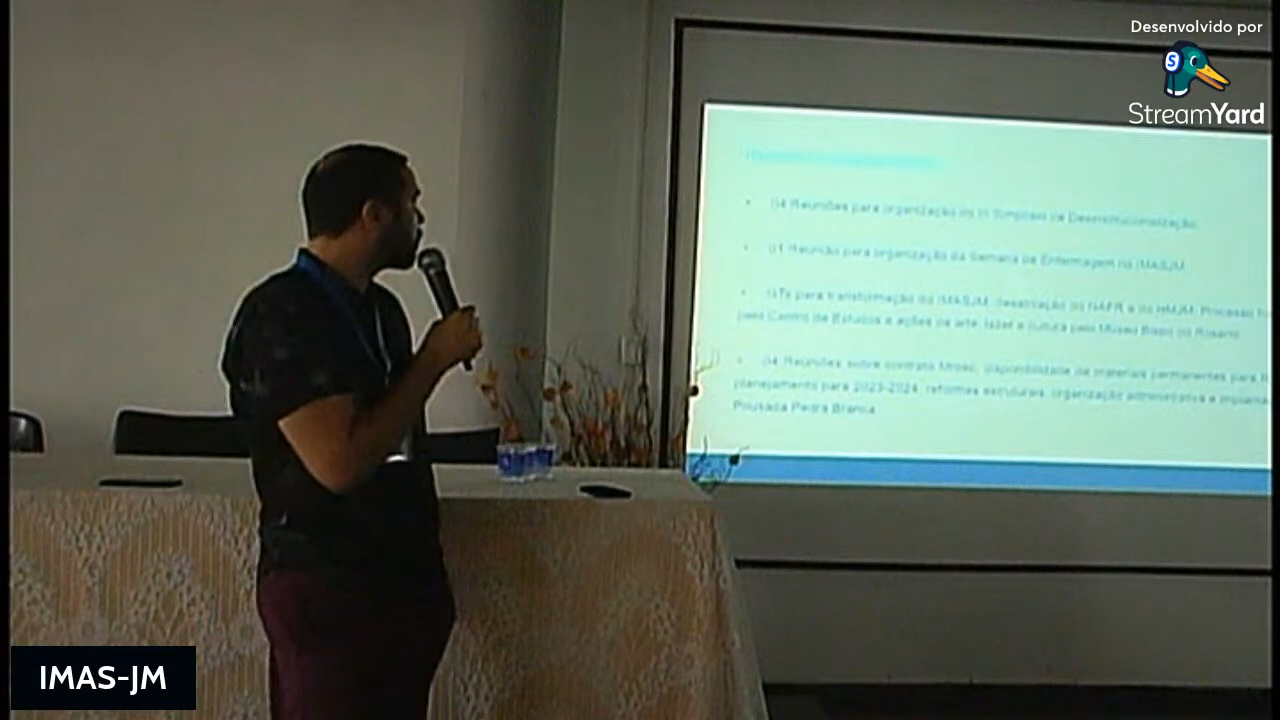 Desenvolvido por
S
StreamYard
04 Reuniões para organização do III Simpósio de Desinstitucionalização
01 Reunião para organização da Semana de Enfermagem no IMASJM
GTs para transformação do IMASJM: desativação do NAFR e do HMJM, Processo
pelo Centro de Estudos e ações de arte, lazer e cultura pelo Museu Bispo do Rosário
04 Reuniões sobre contrato disponibilidade de materiais permanentes para
planejamento para 2023-2024, reformas estruturais, organização administrativa e
Pousada Pedra Branca
IMAS-JM